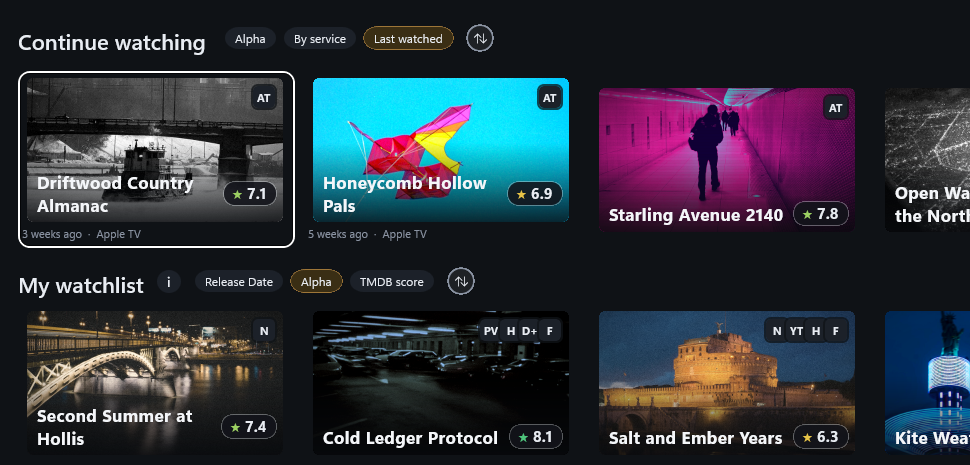 Continue watching
Alpha
By service
Last watched
AT
Driftwood Country
Almanac
7.1
3 weeks ago · Apple TV
AT
Honeycomb Hollow
Pals
6.9
5 weeks ago · Apple TV
AT
Starling Avenue 2140
7.8
Open
the
My watchlist
i
Release Date
Alpha
TMDB score
N
Second Summer at
Hollis
7.4
PV H D+ F
Cold Ledger Protocol
8.1
N YT H F
Salt and Ember Years
6.3
Kite